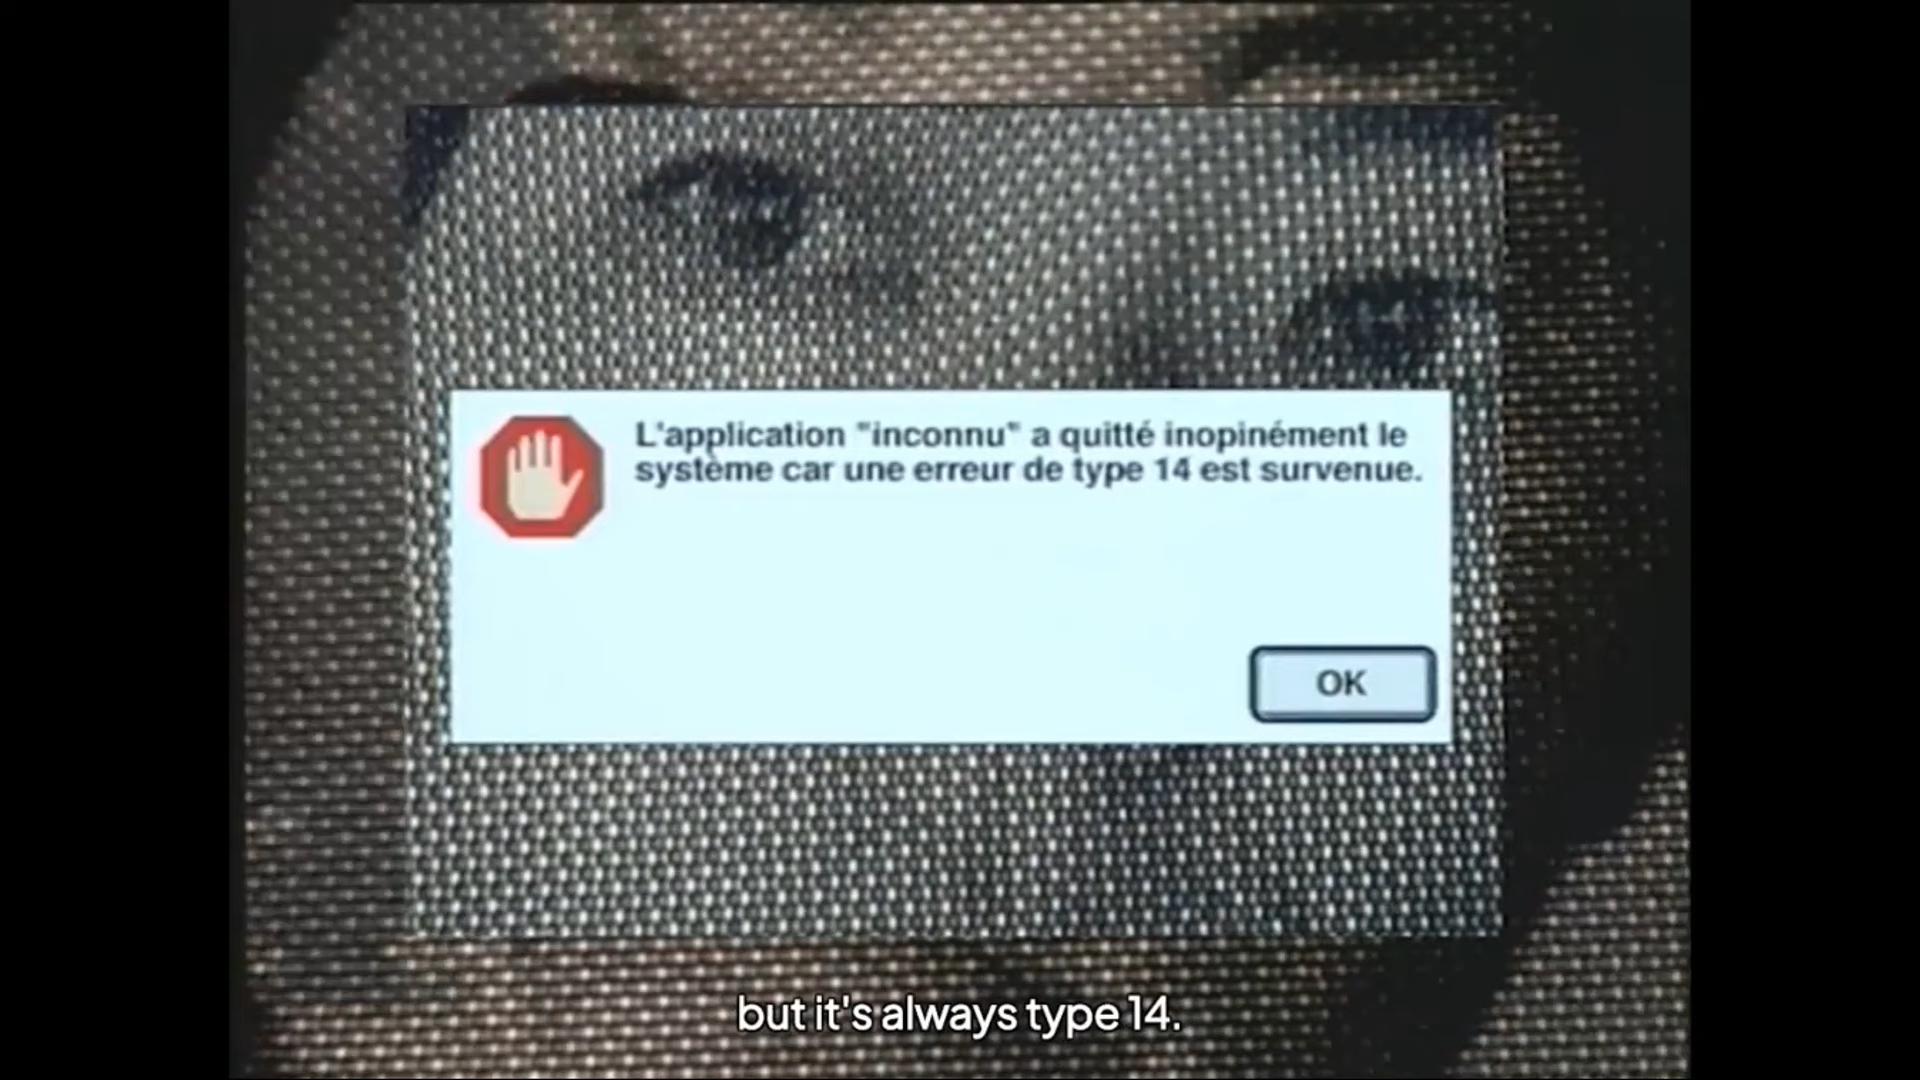 L'application "inconnu" a quitté inopinément le
système car une erreur de type 14 est survenue.
OK
but it's always type 14.